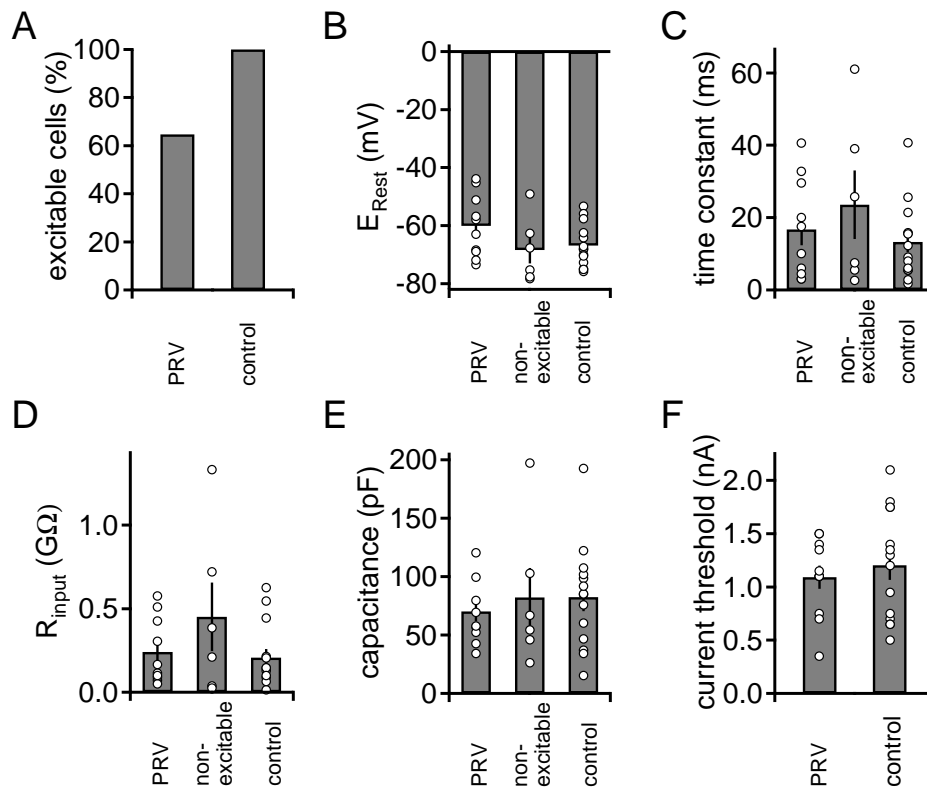 A
excitable cells (%)
100
80
60
40
20
0
PRV
control
B
E_Rest (mV)
0
-20
-40
-60
-80
PRV
non-
excitable
control
C
time constant (ms)
60
40
20
0
PRV
non-
excitable
control
D
R_input (GΩ)
1.0
0.5
0.0
PRV
non-
excitable
control
E
capacitance (pF)
200
150
100
50
0
PRV
non-
excitable
control
F
current threshold (nA)
2.0
1.5
1.0
0.5
0.0
PRV
control